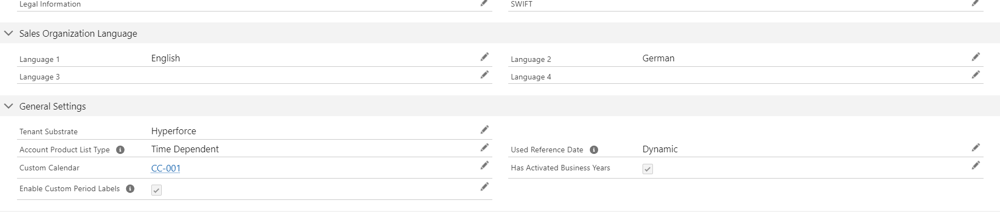 Legal Information SWIFT
Sales Organization Language
Language 1 English Language 2 German
Language 3 Language 4
General Settings
Tenant Substrate Hyperforce
Account Product List Type Time Dependent Used Reference Date Dynamic
Custom Calendar CC-001 Has Activated Business Years
Enable Custom Period Labels